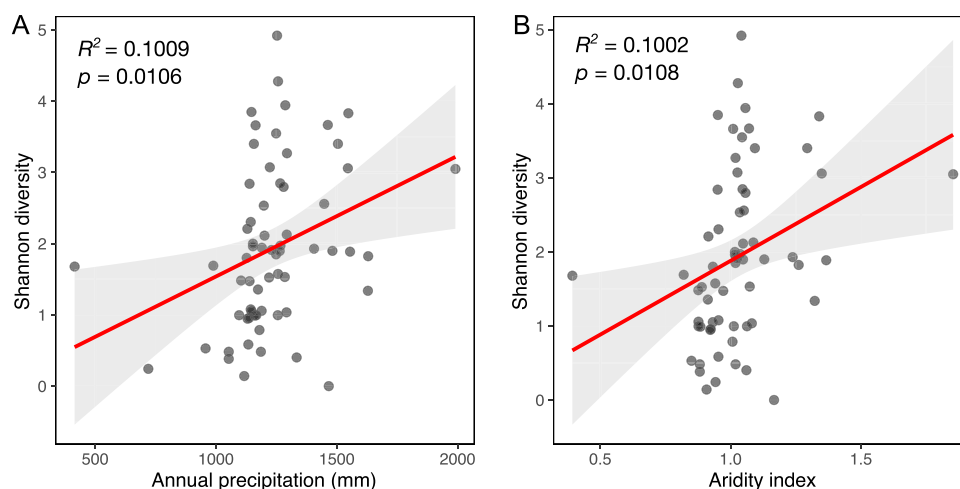 A
R² = 0.1009
p = 0.0106
5
4
3
2
1
0
Shannon diversity
500 1000 1500 2000
Annual precipitation (mm)
B
R² = 0.1002
p = 0.0108
5
4
3
2
1
0
Shannon diversity
0.5 1.0 1.5
Aridity index